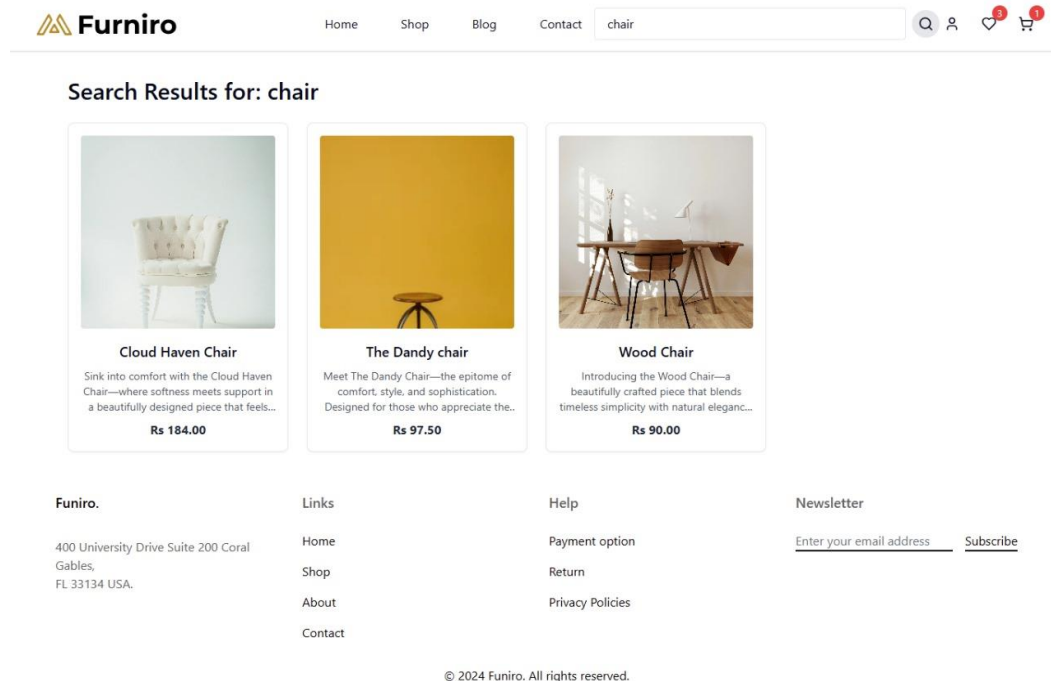 Furniro
Home Shop Blog Contact chair 3 1
Search Results for: chair
Cloud Haven Chair
Sink into comfort with the Cloud Haven
Chair—where softness meets support in
a beautifully designed piece that feels...
Rs 184.00
The Dandy chair
Meet The Dandy Chair—the epitome of
comfort, style, and sophistication.
Designed for those who appreciate the..
Rs 97.50
Wood Chair
Introducing the Wood Chair—a
beautifully crafted piece that blends
timeless simplicity with natural eleganc...
Rs 90.00
Funiro.
400 University Drive Suite 200 Coral
Gables,
FL 33134 USA.
Links
Home
Shop
About
Contact
Help
Payment option
Return
Privacy Policies
Newsletter
Enter your email address Subscribe
© 2024 Funiro. All rights reserved.